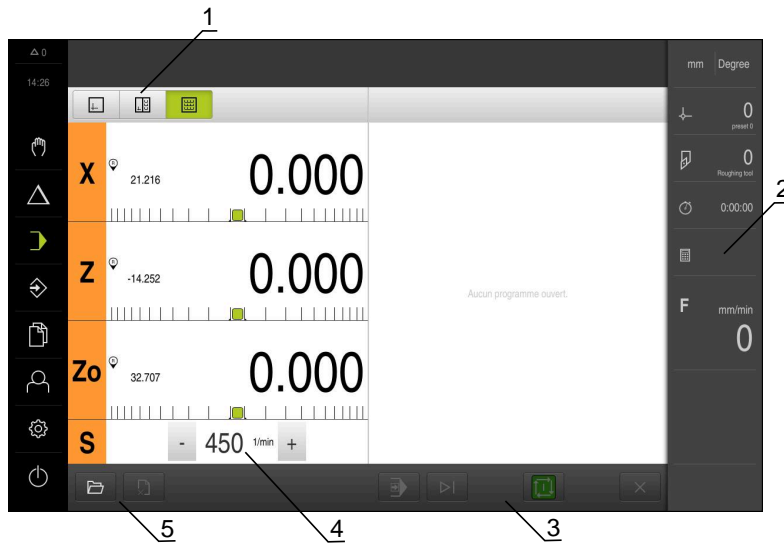 1
0
14:26
mm Degree
0
preset 0
X
R
21.216
0.000
0
Roughing tool
2
0:00:00
Z
R
-14.252
0.000
Aucun programme ouvert.
F
mm/min
0
Zo
R
32.707
0.000
S
-
450
1/min
+
5
4
3